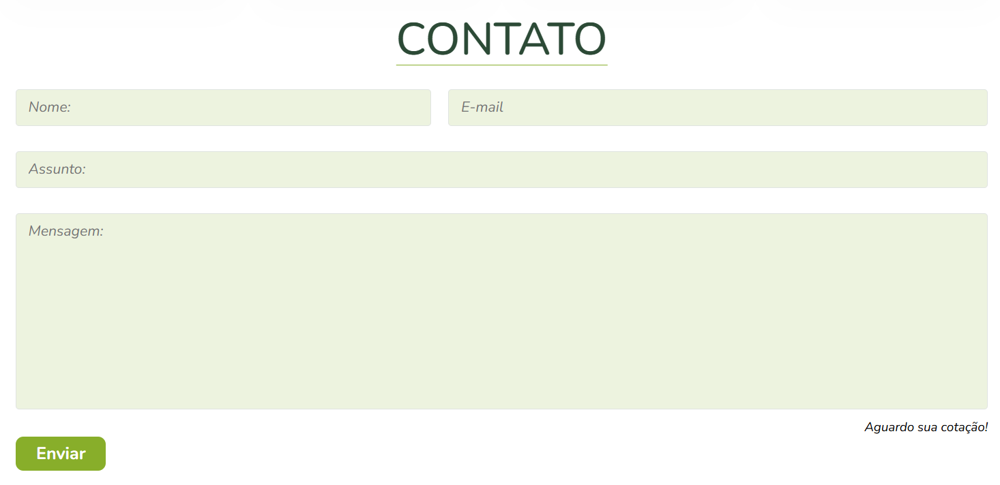 CONTATO
Nome:
E-mail
Assunto:
Mensagem:
Aguardo sua cotação!
Enviar